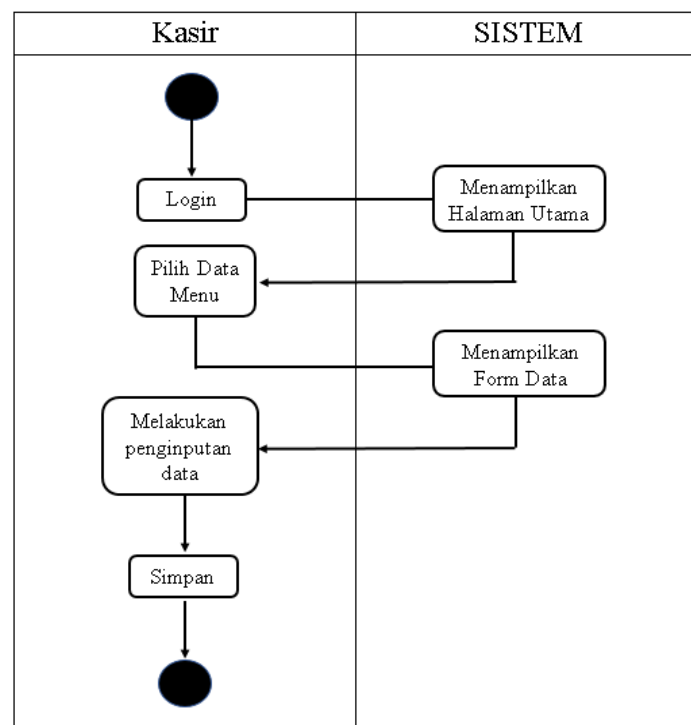 Kasir
SISTEM
Login
Menampilkan
Halaman Utama
Pilih Data
Menu
Menampilkan
Form Data
Melakukan
penginputan
data
Simpan